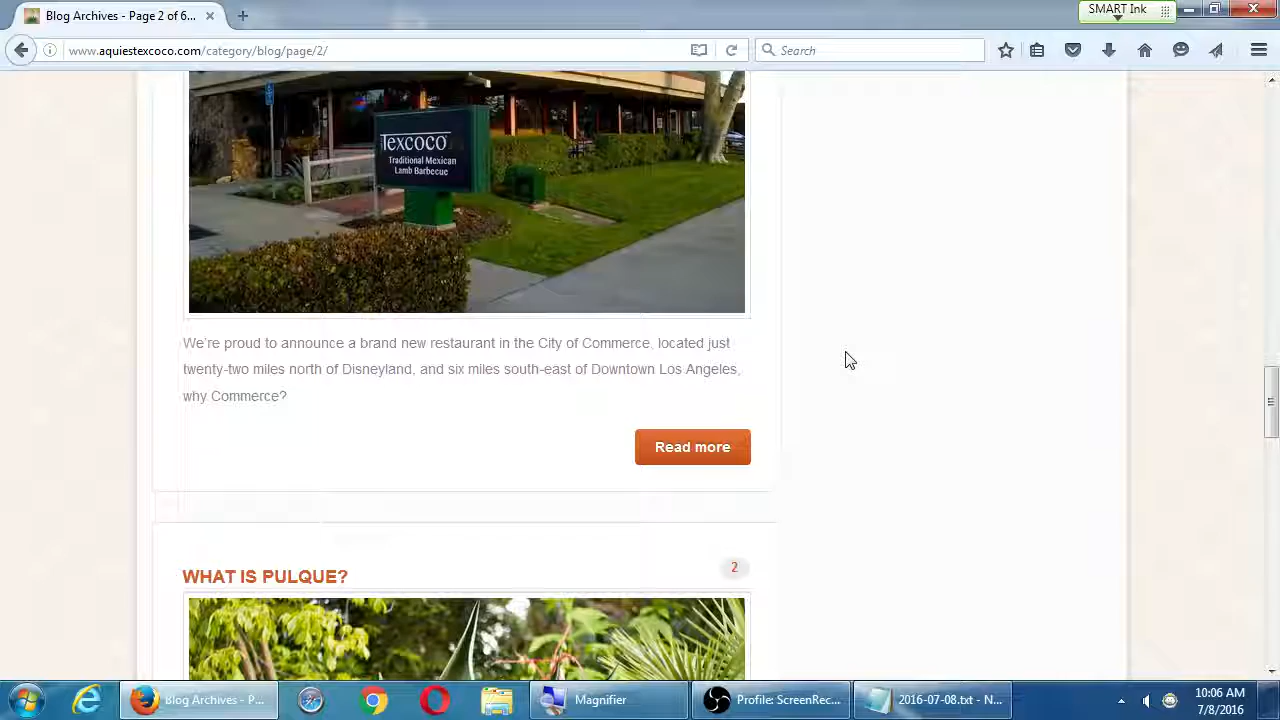 Blog Archives - Page 2 of 6...
SMART Ink
www.aquiestexcoco.com/category/blog/page/2/
Search
Texcoco
Traditional Mexican
Lamb Barbecue
We're proud to announce a brand new restaurant in the City of Commerce, located just
twenty-two miles north of Disneyland, and six miles south-east of Downtown Los Angeles,
why Commerce?
Read more
WHAT IS PULQUE?
2
Blog Archives - P...
Magnifier
Profile: ScreenRec...
2016-07-08.txt - N...
10:06 AM
7/8/2016